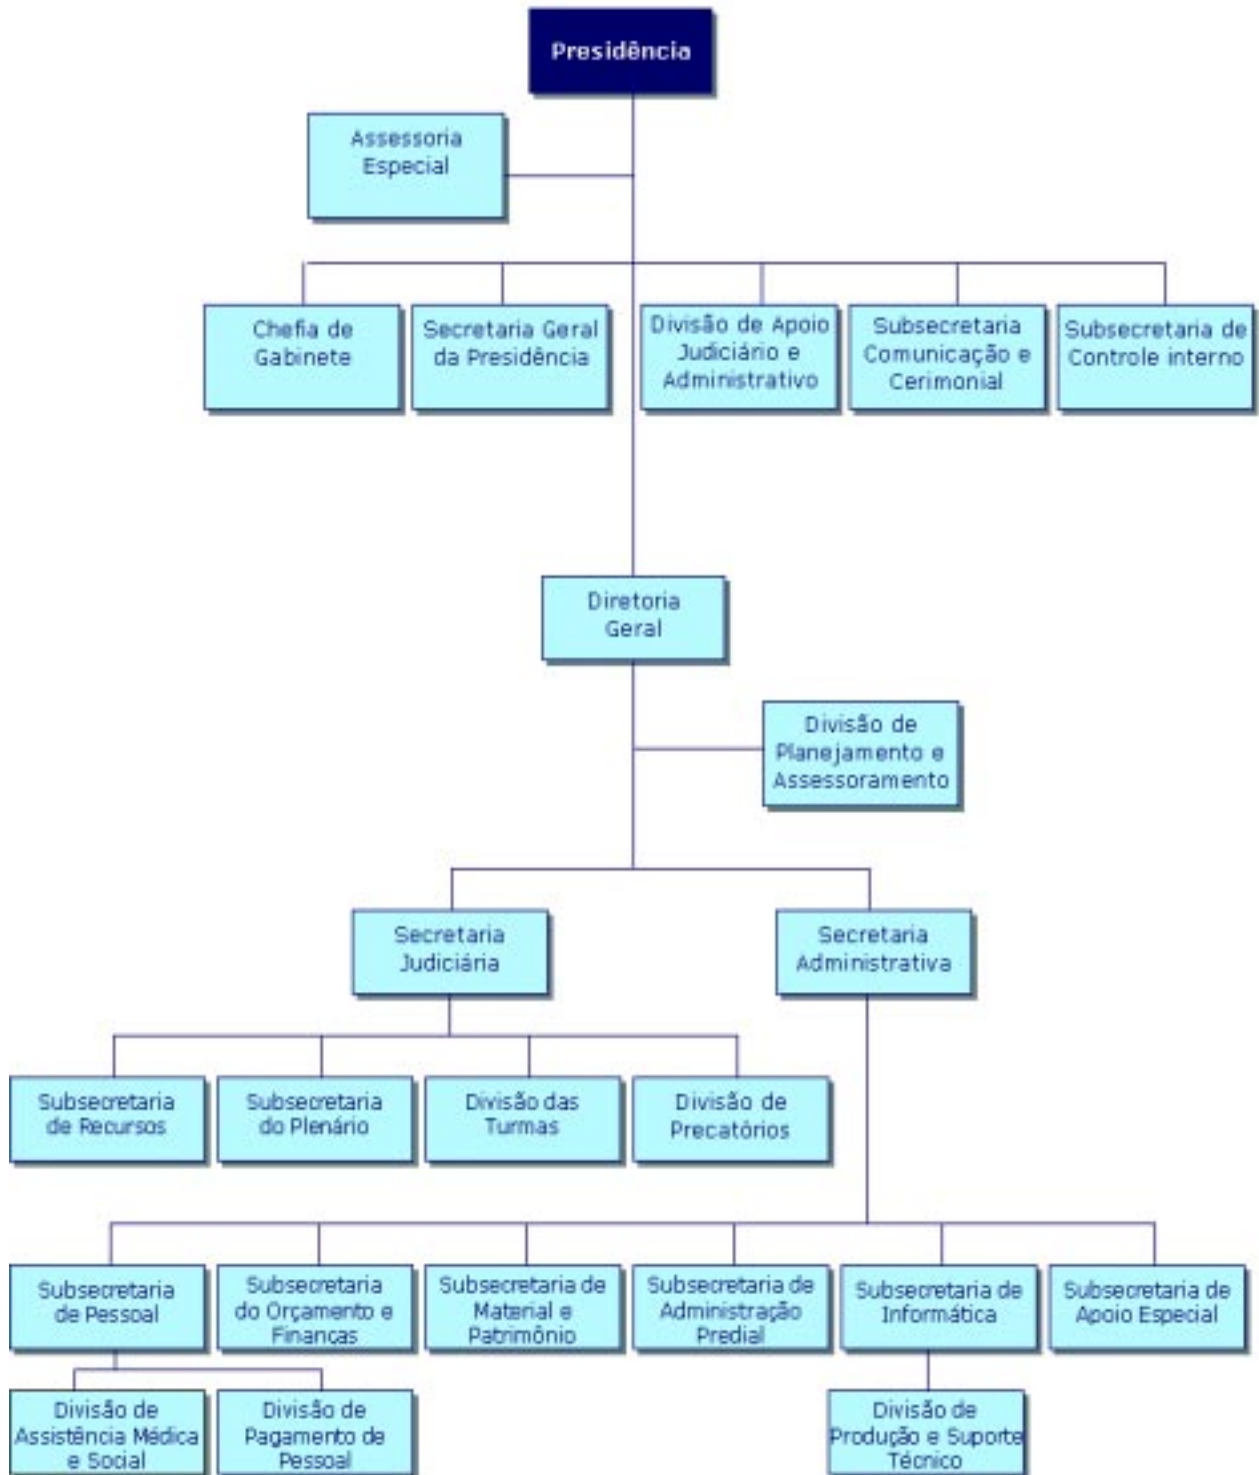 Presidência
Assessoria
Especial
Chefia de
Gabinete
Secretaria Geral
da Presidência
Divisão de Apoio
Judiciário e
Administrativo
Subsecretaria
Comunicação e
Cerimonial
Subsecretaria de
Controle interno
Diretoria
Geral
Divisão de
Planejamento e
Assessoramento
Secretaria
Judiciária
Secretaria
Administrativa
Subsecretaria
de Recursos
Subsecretaria
do Plenário
Divisão das
Turmas
Divisão de
Precatórios
Subsecretaria
de Pessoal
Subsecretaria
do Orçamento e
Finanças
Subsecretaria de
Material e
Patrimônio
Subsecretaria de
Administração
Predial
Subsecretaria de
Informática
Subsecretaria de
Apoio Especial
Divisão de
Assistência Médica
e Social
Divisão de
Pagamento de
Pessoal
Divisão de
Produção e Suporte
Técnico